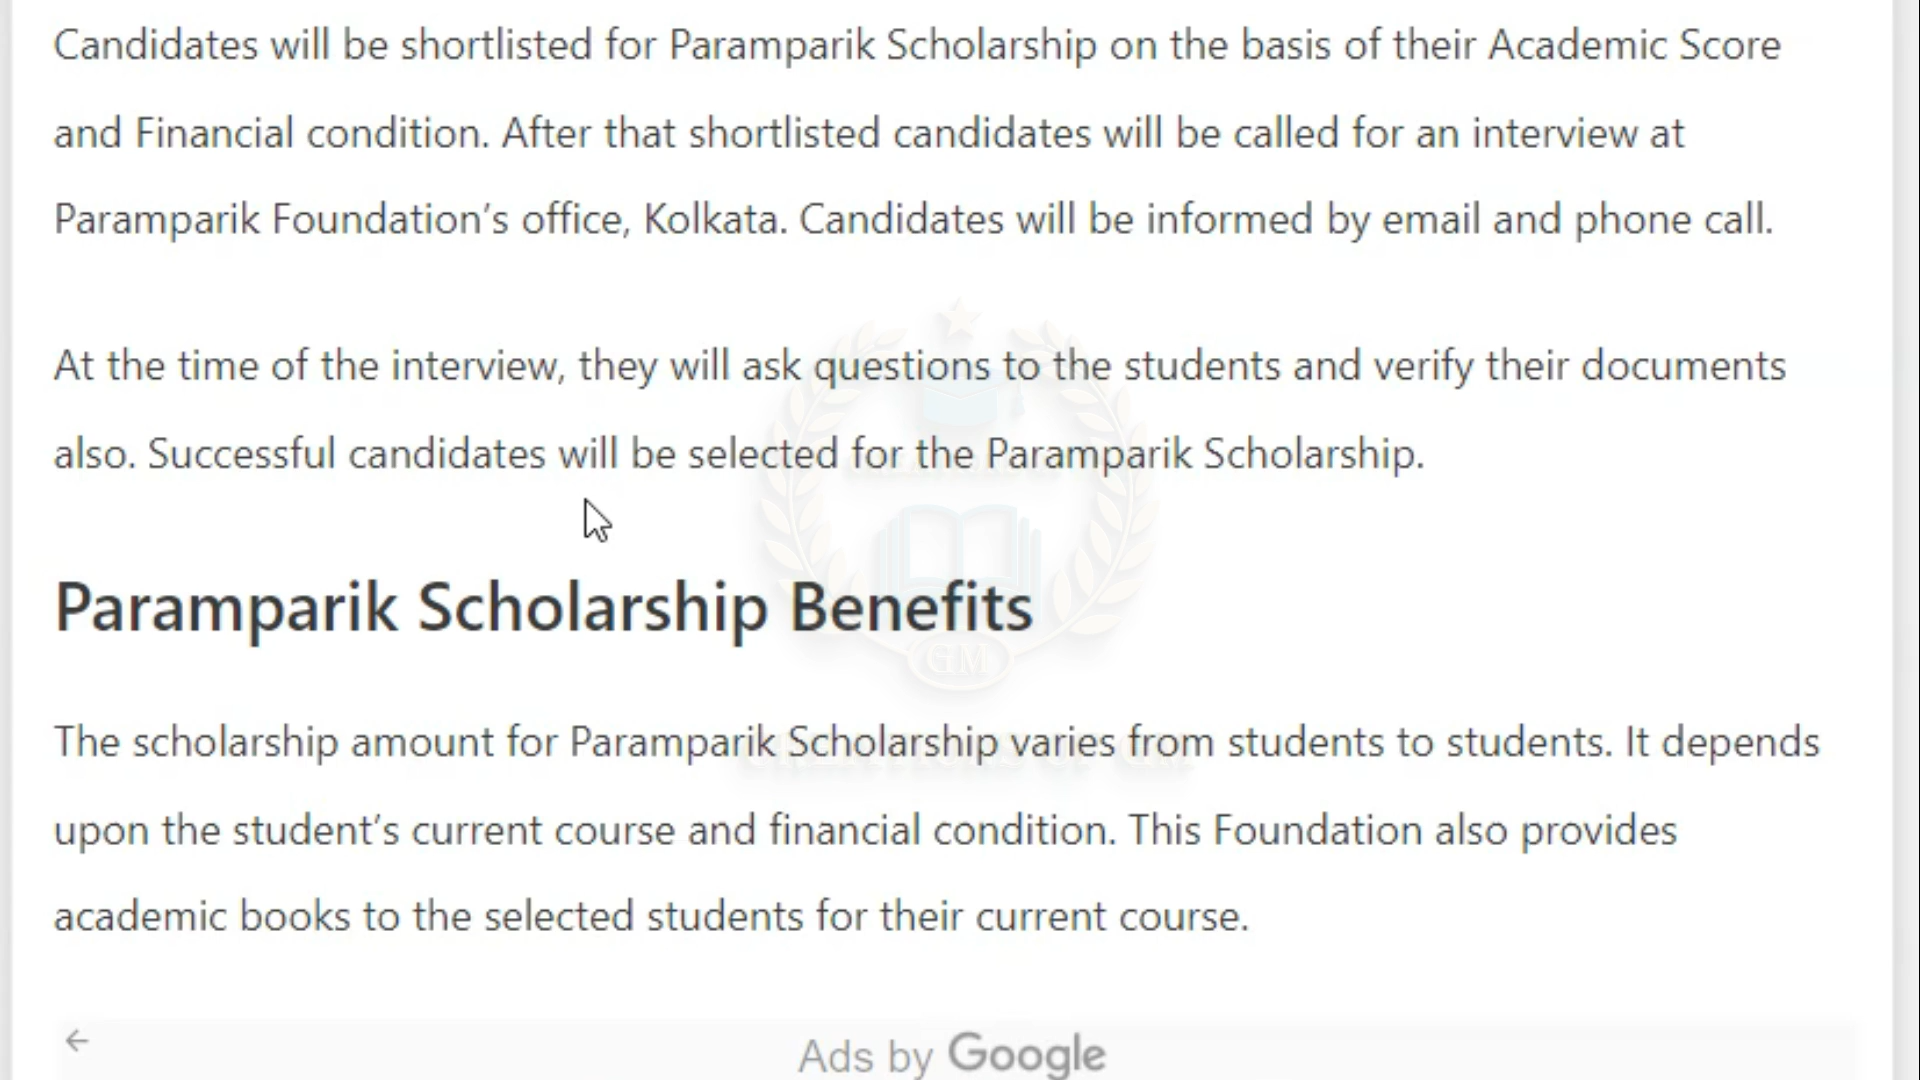 Candidates will be shortlisted for Paramparik Scholarship on the basis of their Academic Score
and Financial condition. After that shortlisted candidates will be called for an interview at
Paramparik Foundation’s office, Kolkata. Candidates will be informed by email and phone call.
At the time of the interview, they will ask questions to the students and verify their documents
also. Successful candidates will be selected for the Paramparik Scholarship.
GM
Paramparik Scholarship Benefits
The scholarship amount for Paramparik Scholarship varies from students to students. It depends
upon the student’s current course and financial condition. This Foundation also provides
academic books to the selected students for their current course.
Ads by Google